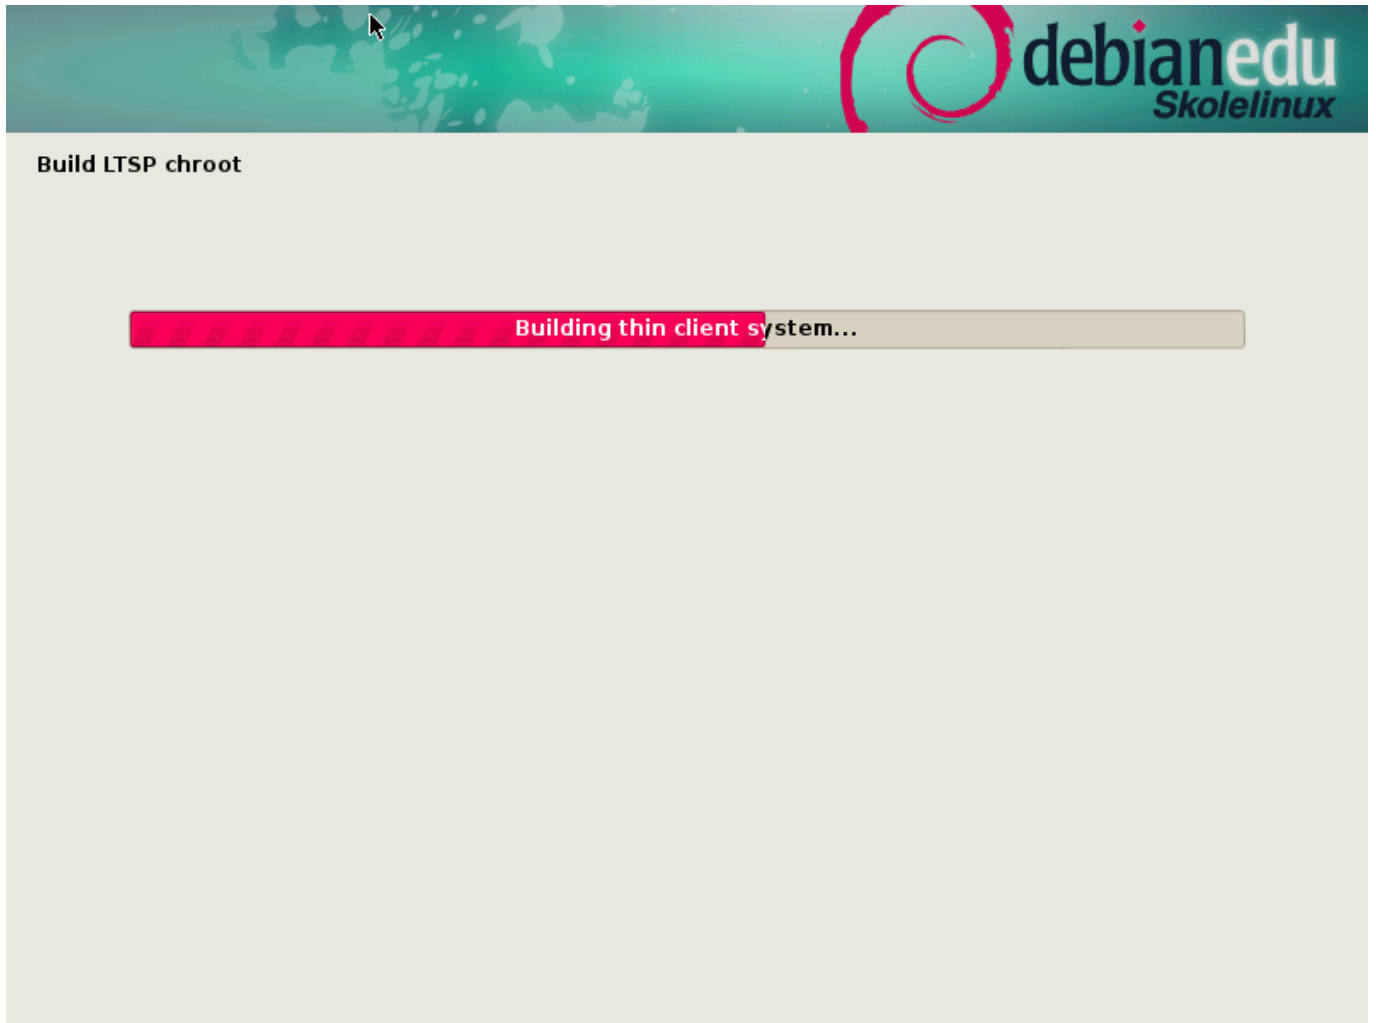 debianedu
Skolelinux
Build LTSP chroot
Building thin client system...